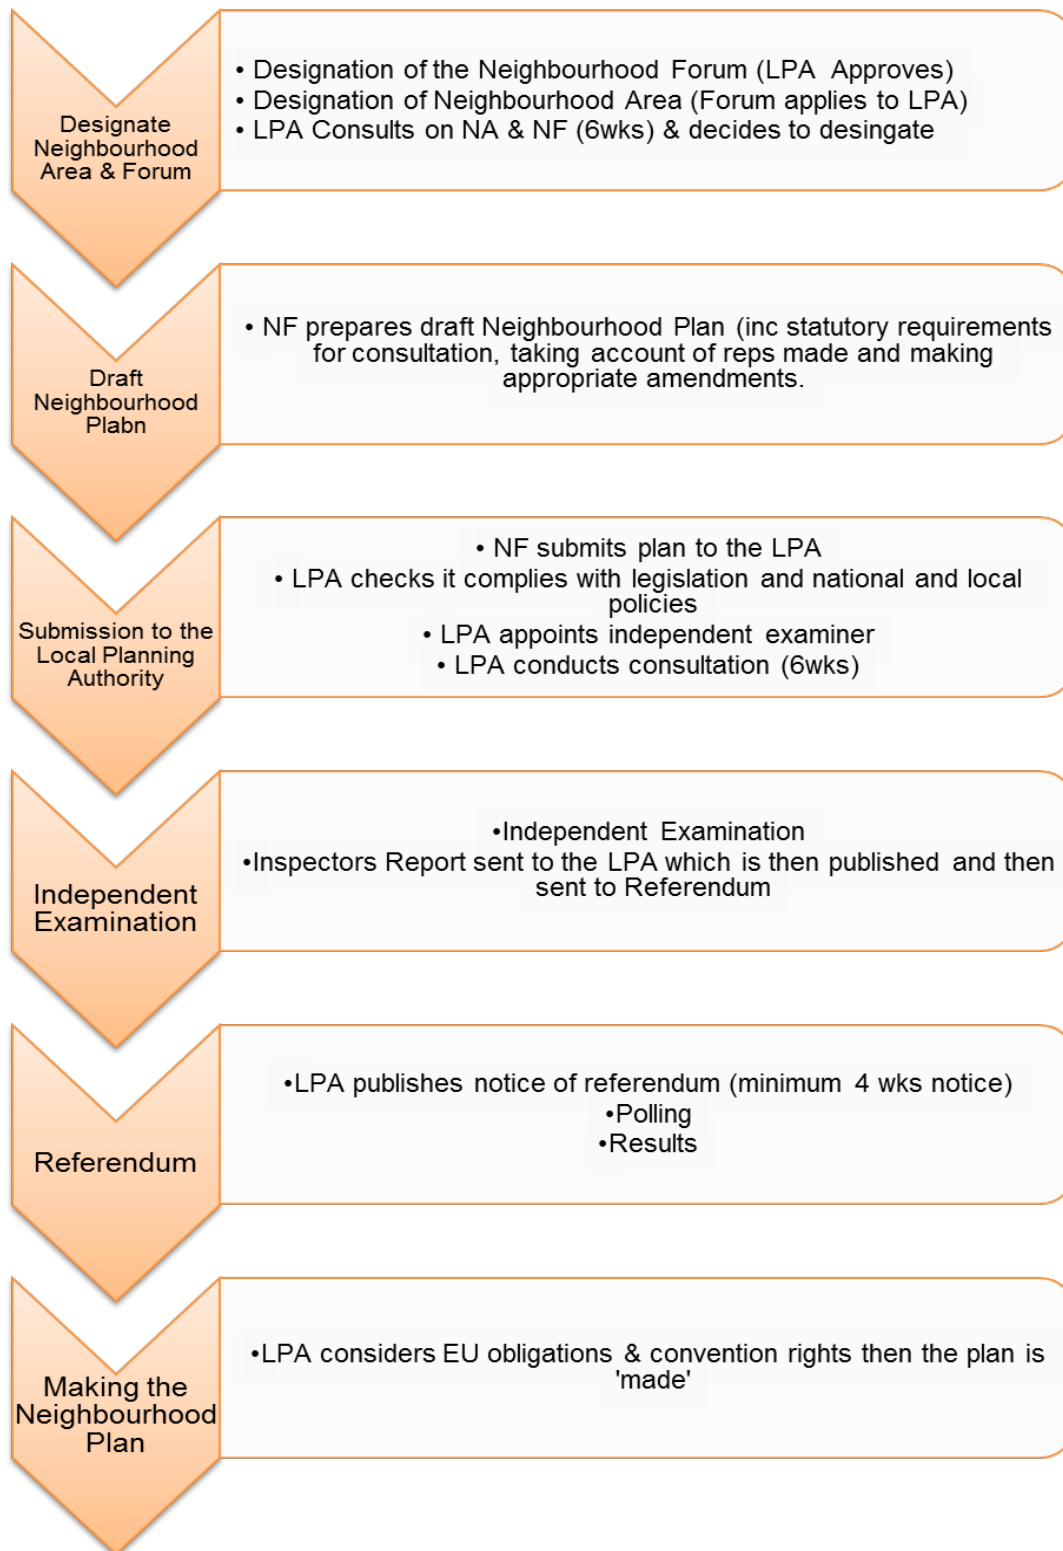 Designate
Neighbourhood
Area & Forum
• Designation of the Neighbourhood Forum (LPA Approves)
• Designation of Neighbourhood Area (Forum applies to LPA)
• LPA Consults on NA & NF (6wks) & decides to desingate
Draft
Neighbourhood
Plabn
• NF prepares draft Neighbourhood Plan (inc statutory requirements
for consultation, taking account of reps made and making
appropriate amendments.
Submission to the
Local Planning
Authority
• NF submits plan to the LPA
• LPA checks it complies with legislation and national and local
policies
• LPA appoints independent examiner
• LPA conducts consultation (6wks)
Independent
Examination
•Independent Examination
•Inspectors Report sent to the LPA which is then published and then
sent to Referendum
Referendum
•LPA publishes notice of referendum (minimum 4 wks notice)
•Polling
•Results
Making the
Neighbourhood
Plan
•LPA considers EU obligations & convention rights then the plan is
'made'